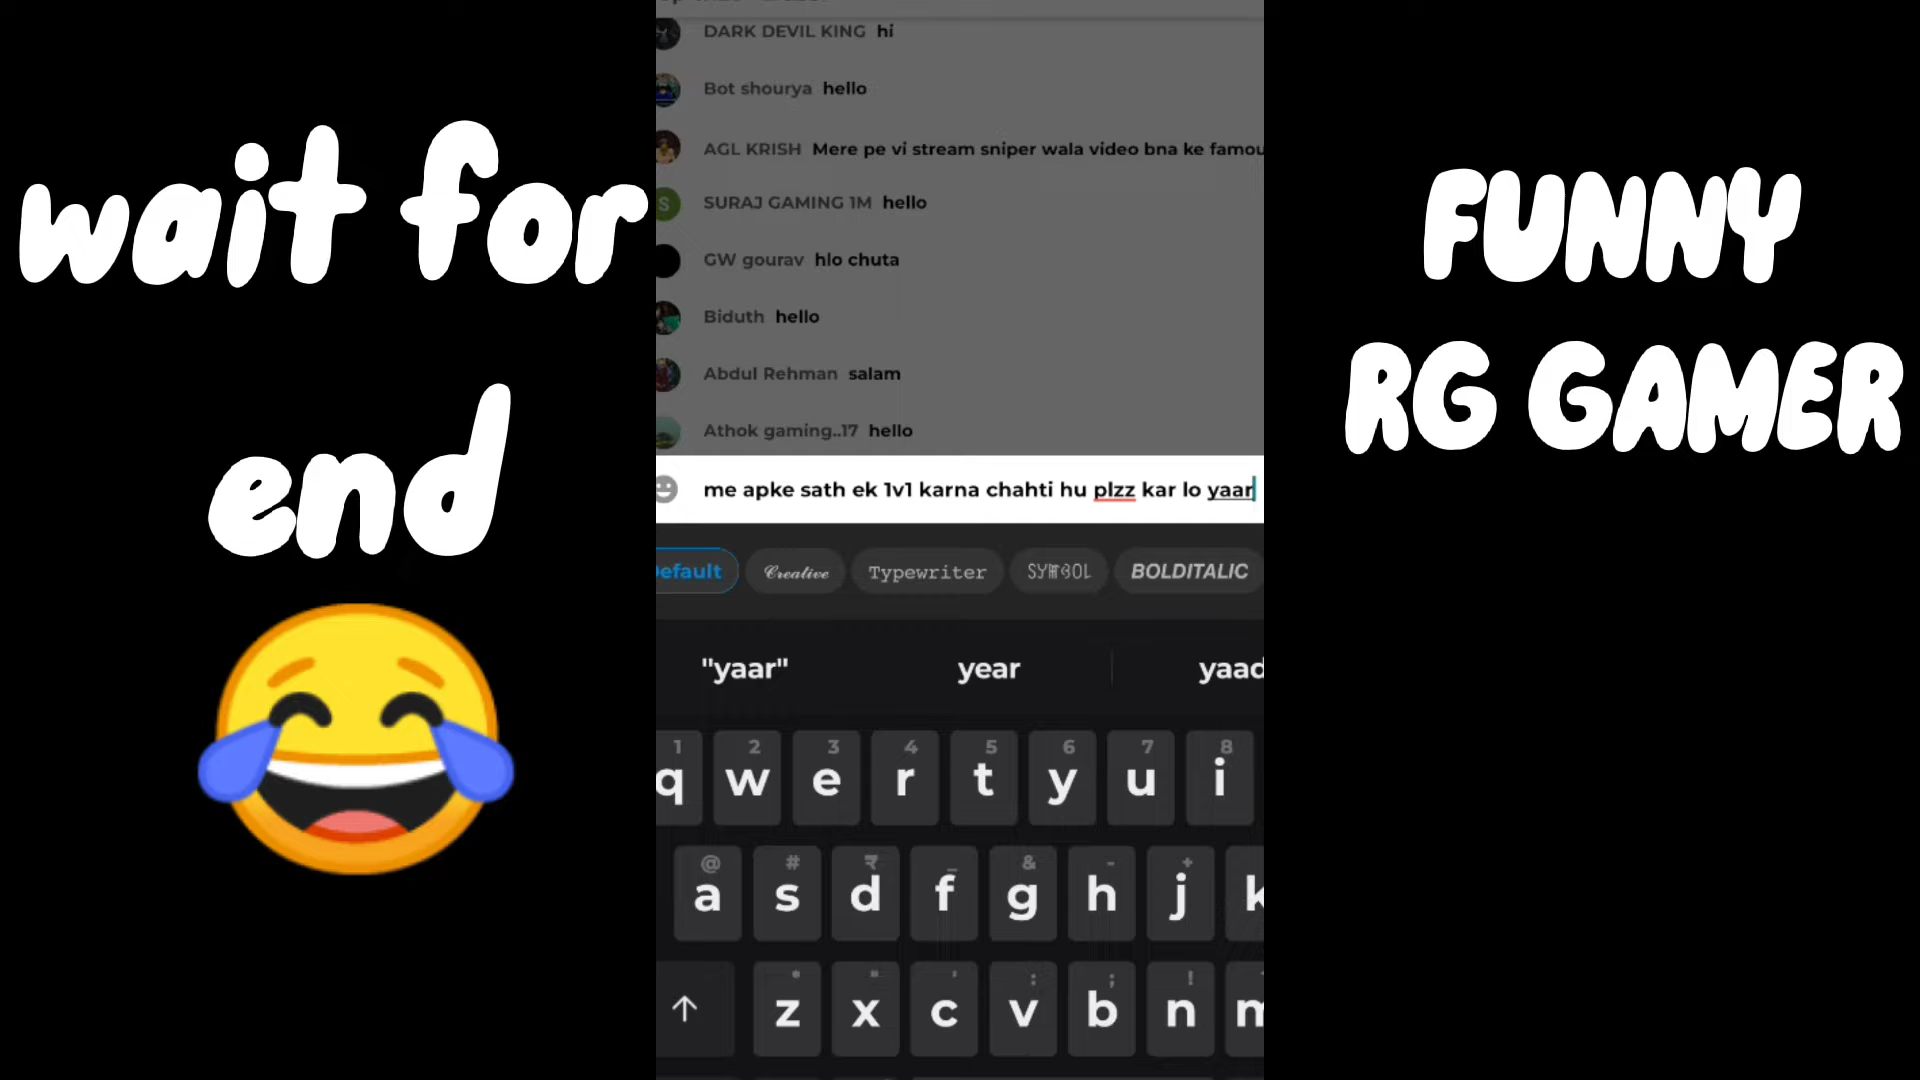 wait for
end
DARK DEVIL KING hi
Bot shourya hello
AGL KRISH Mere pe vi stream sniper wala video bna ke famou
SURAJ GAMING 1M hello
S
GW gourav hlo chuta
Biduth hello
Abdul Rehman salam
Athok gaming..17 hello
me apke sath ek 1v1 karna chahti hu plzz kar lo yaar
efault Creative Typewriter SYMBOL BOLDITALIC
"yaar" year yaad
1 2 3 4 5 6 7 8
q w e r t y u i
@ # ₹ _ & - +
a s d f g h j k
* " ' : ; !
z x c v b n m
FUNNY
RG GAMER